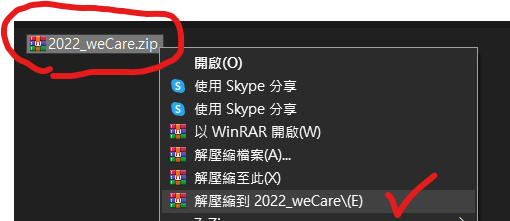 2022_weCare.zip
開啟(O)
使用 Skype 分享
使用 Skype 分享
以 WinRAR 開啟(W)
解壓縮檔案(A)...
解壓縮至此(X)
解壓縮到 2022_weCare\(E)